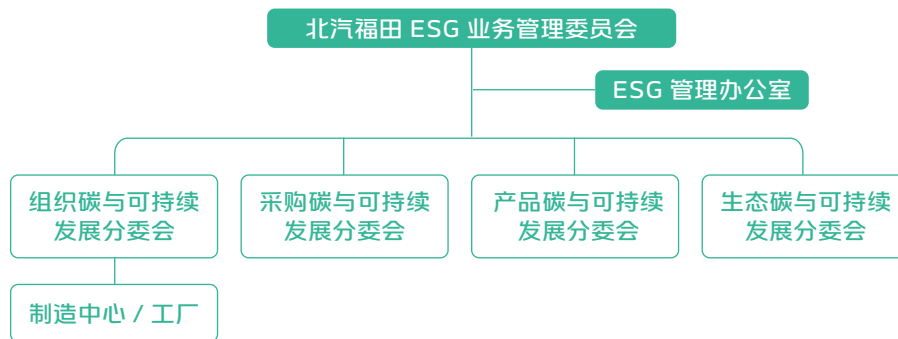 北汽福田 ESG 业务管理委员会
ESG 管理办公室
组织碳与可持续
发展分委会
采购碳与可持续
发展分委会
产品碳与可持续
发展分委会
生态碳与可持续
发展分委会
制造中心 / 工厂